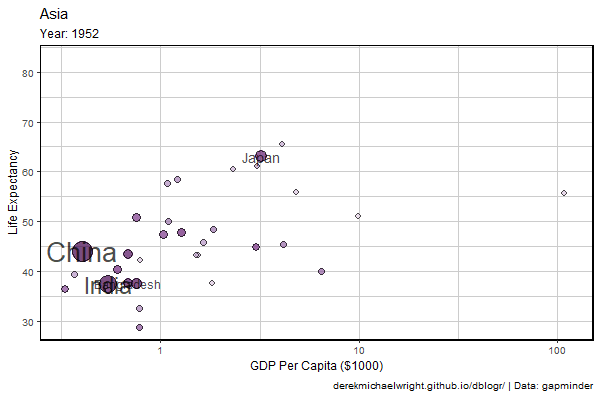 Asia
Year: 1952
Life Expectancy
80
70
60
50
40
30
Japan
China
India
Bangladesh
1
10
100
GDP Per Capita ($1000)
derekmichaelwright.github.io/dblogr/ | Data: gapminder